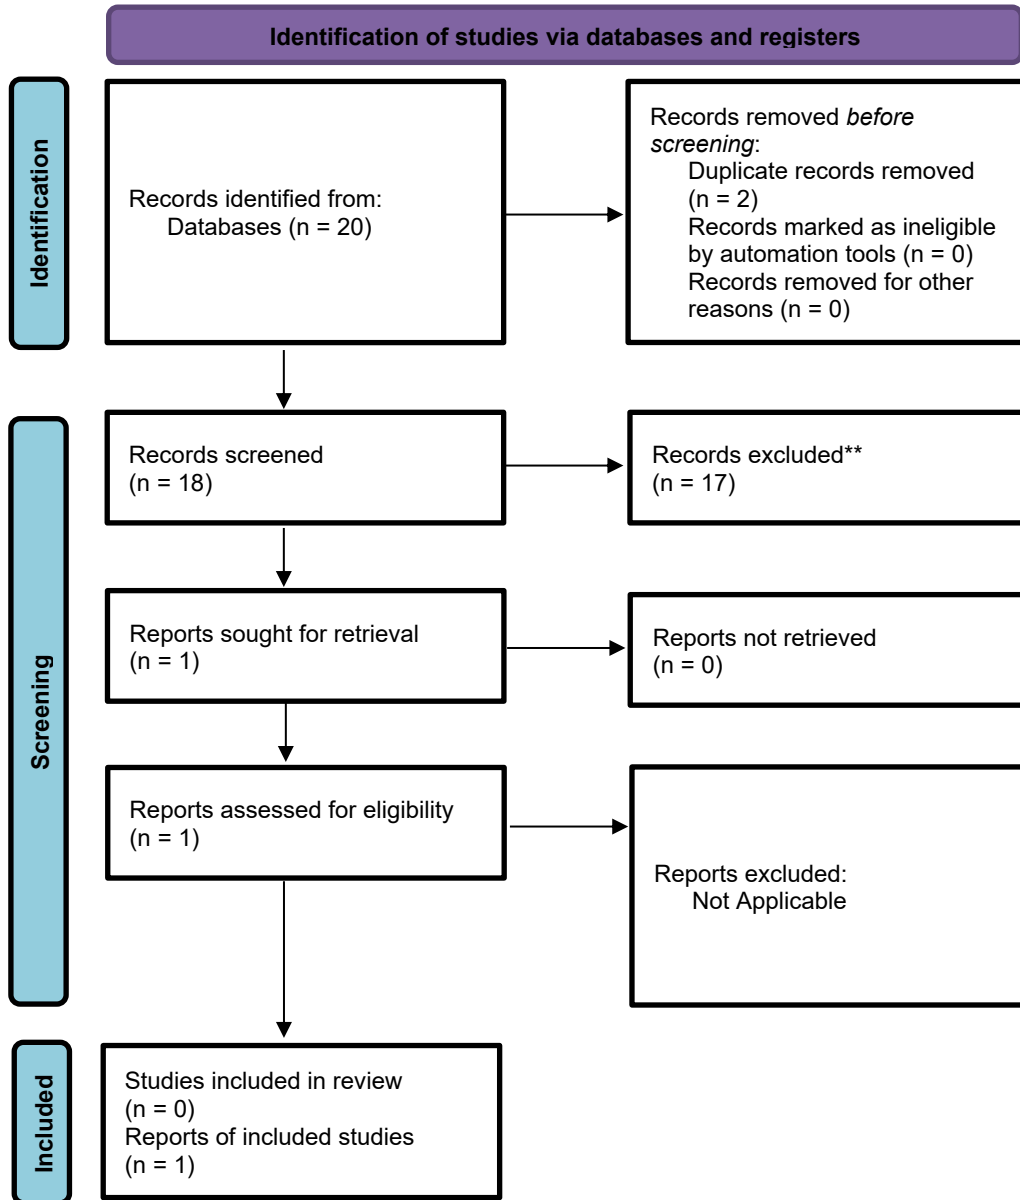 Identification of studies via databases and registers
Identification
Records identified from:
Databases (n = 20)
Records removed before
screening:
Duplicate records removed
(n = 2)
Records marked as ineligible
by automation tools (n = 0)
Records removed for other
reasons (n = 0)
Screening
Records screened
(n = 18)
Records excluded**
(n = 17)
Reports sought for retrieval
(n = 1)
Reports not retrieved
(n = 0)
Reports assessed for eligibility
(n = 1)
Reports excluded:
Not Applicable
Included
Studies included in review
(n = 0)
Reports of included studies
(n = 1)